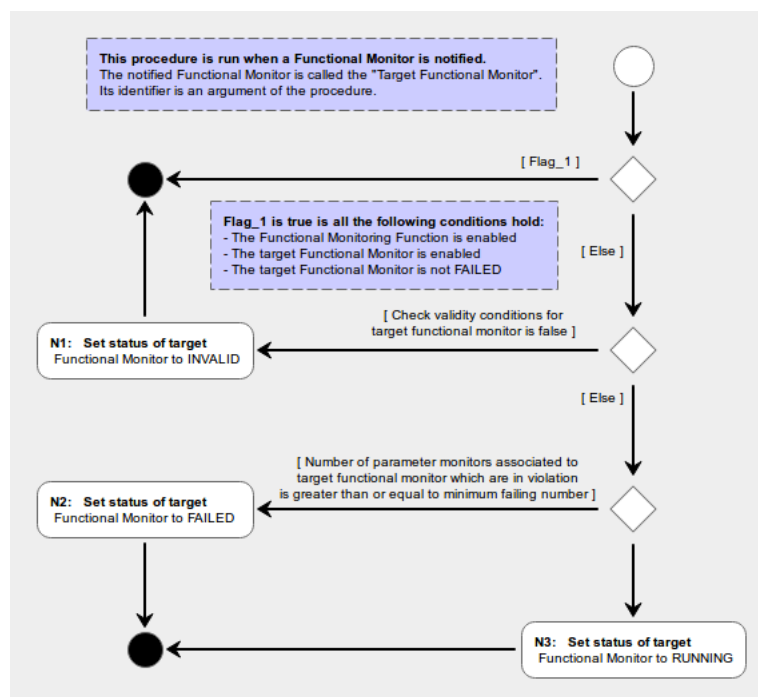 This procedure is run when a Functional Monitor is notified.
The notified Functional Monitor is called the "Target Functional Monitor".
Its identifier is an argument of the procedure.
[ Flag_1 ]
Flag_1 is true is all the following conditions hold:
- The Functional Monitoring Function is enabled
- The target Functional Monitor is enabled
- The target Functional Monitor is not FAILED
[ Else ]
[ Check validity conditions for
target functional monitor is false ]
N1: Set status of target
Functional Monitor to INVALID
[ Else ]
[ Number of parameter monitors associated to
target functional monitor which are in violation
is greater than or equal to minimum failing number ]
N2: Set status of target
Functional Monitor to FAILED
N3: Set status of target
Functional Monitor to RUNNING